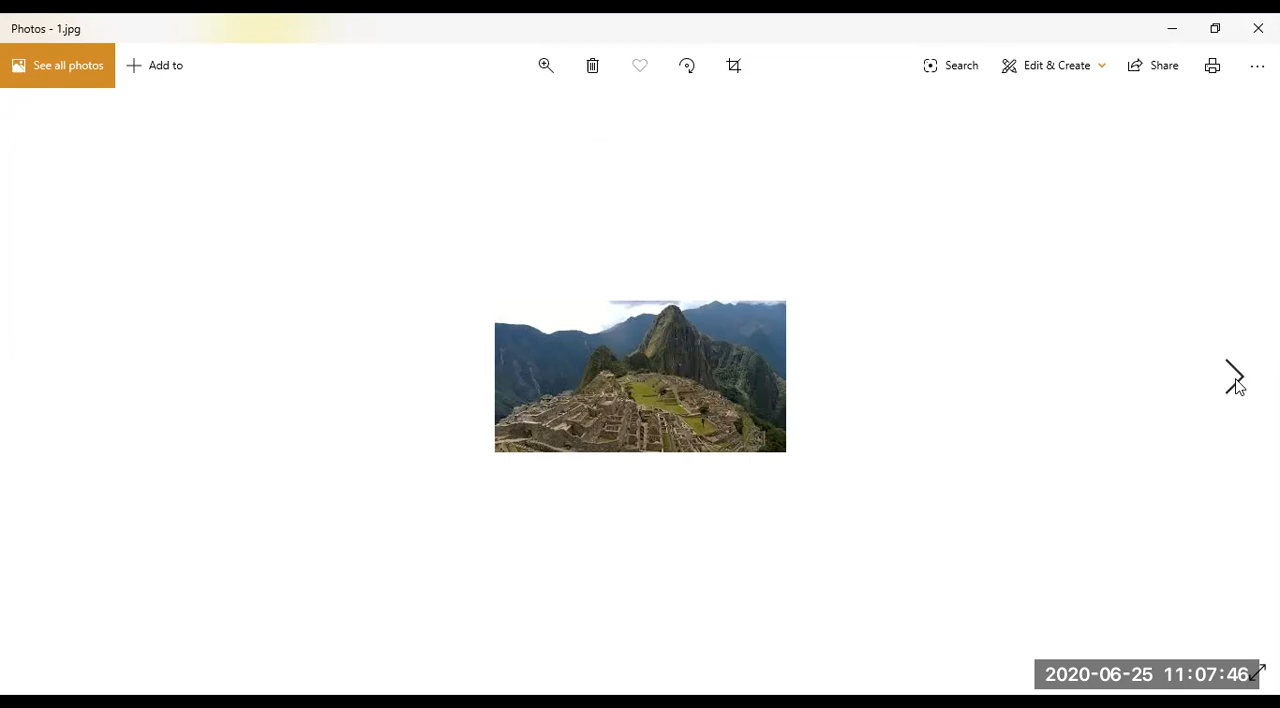 Photos - 1.jpg
See all photos
Add to
Search
Edit & Create
Share
2020-06-25 11:07:46